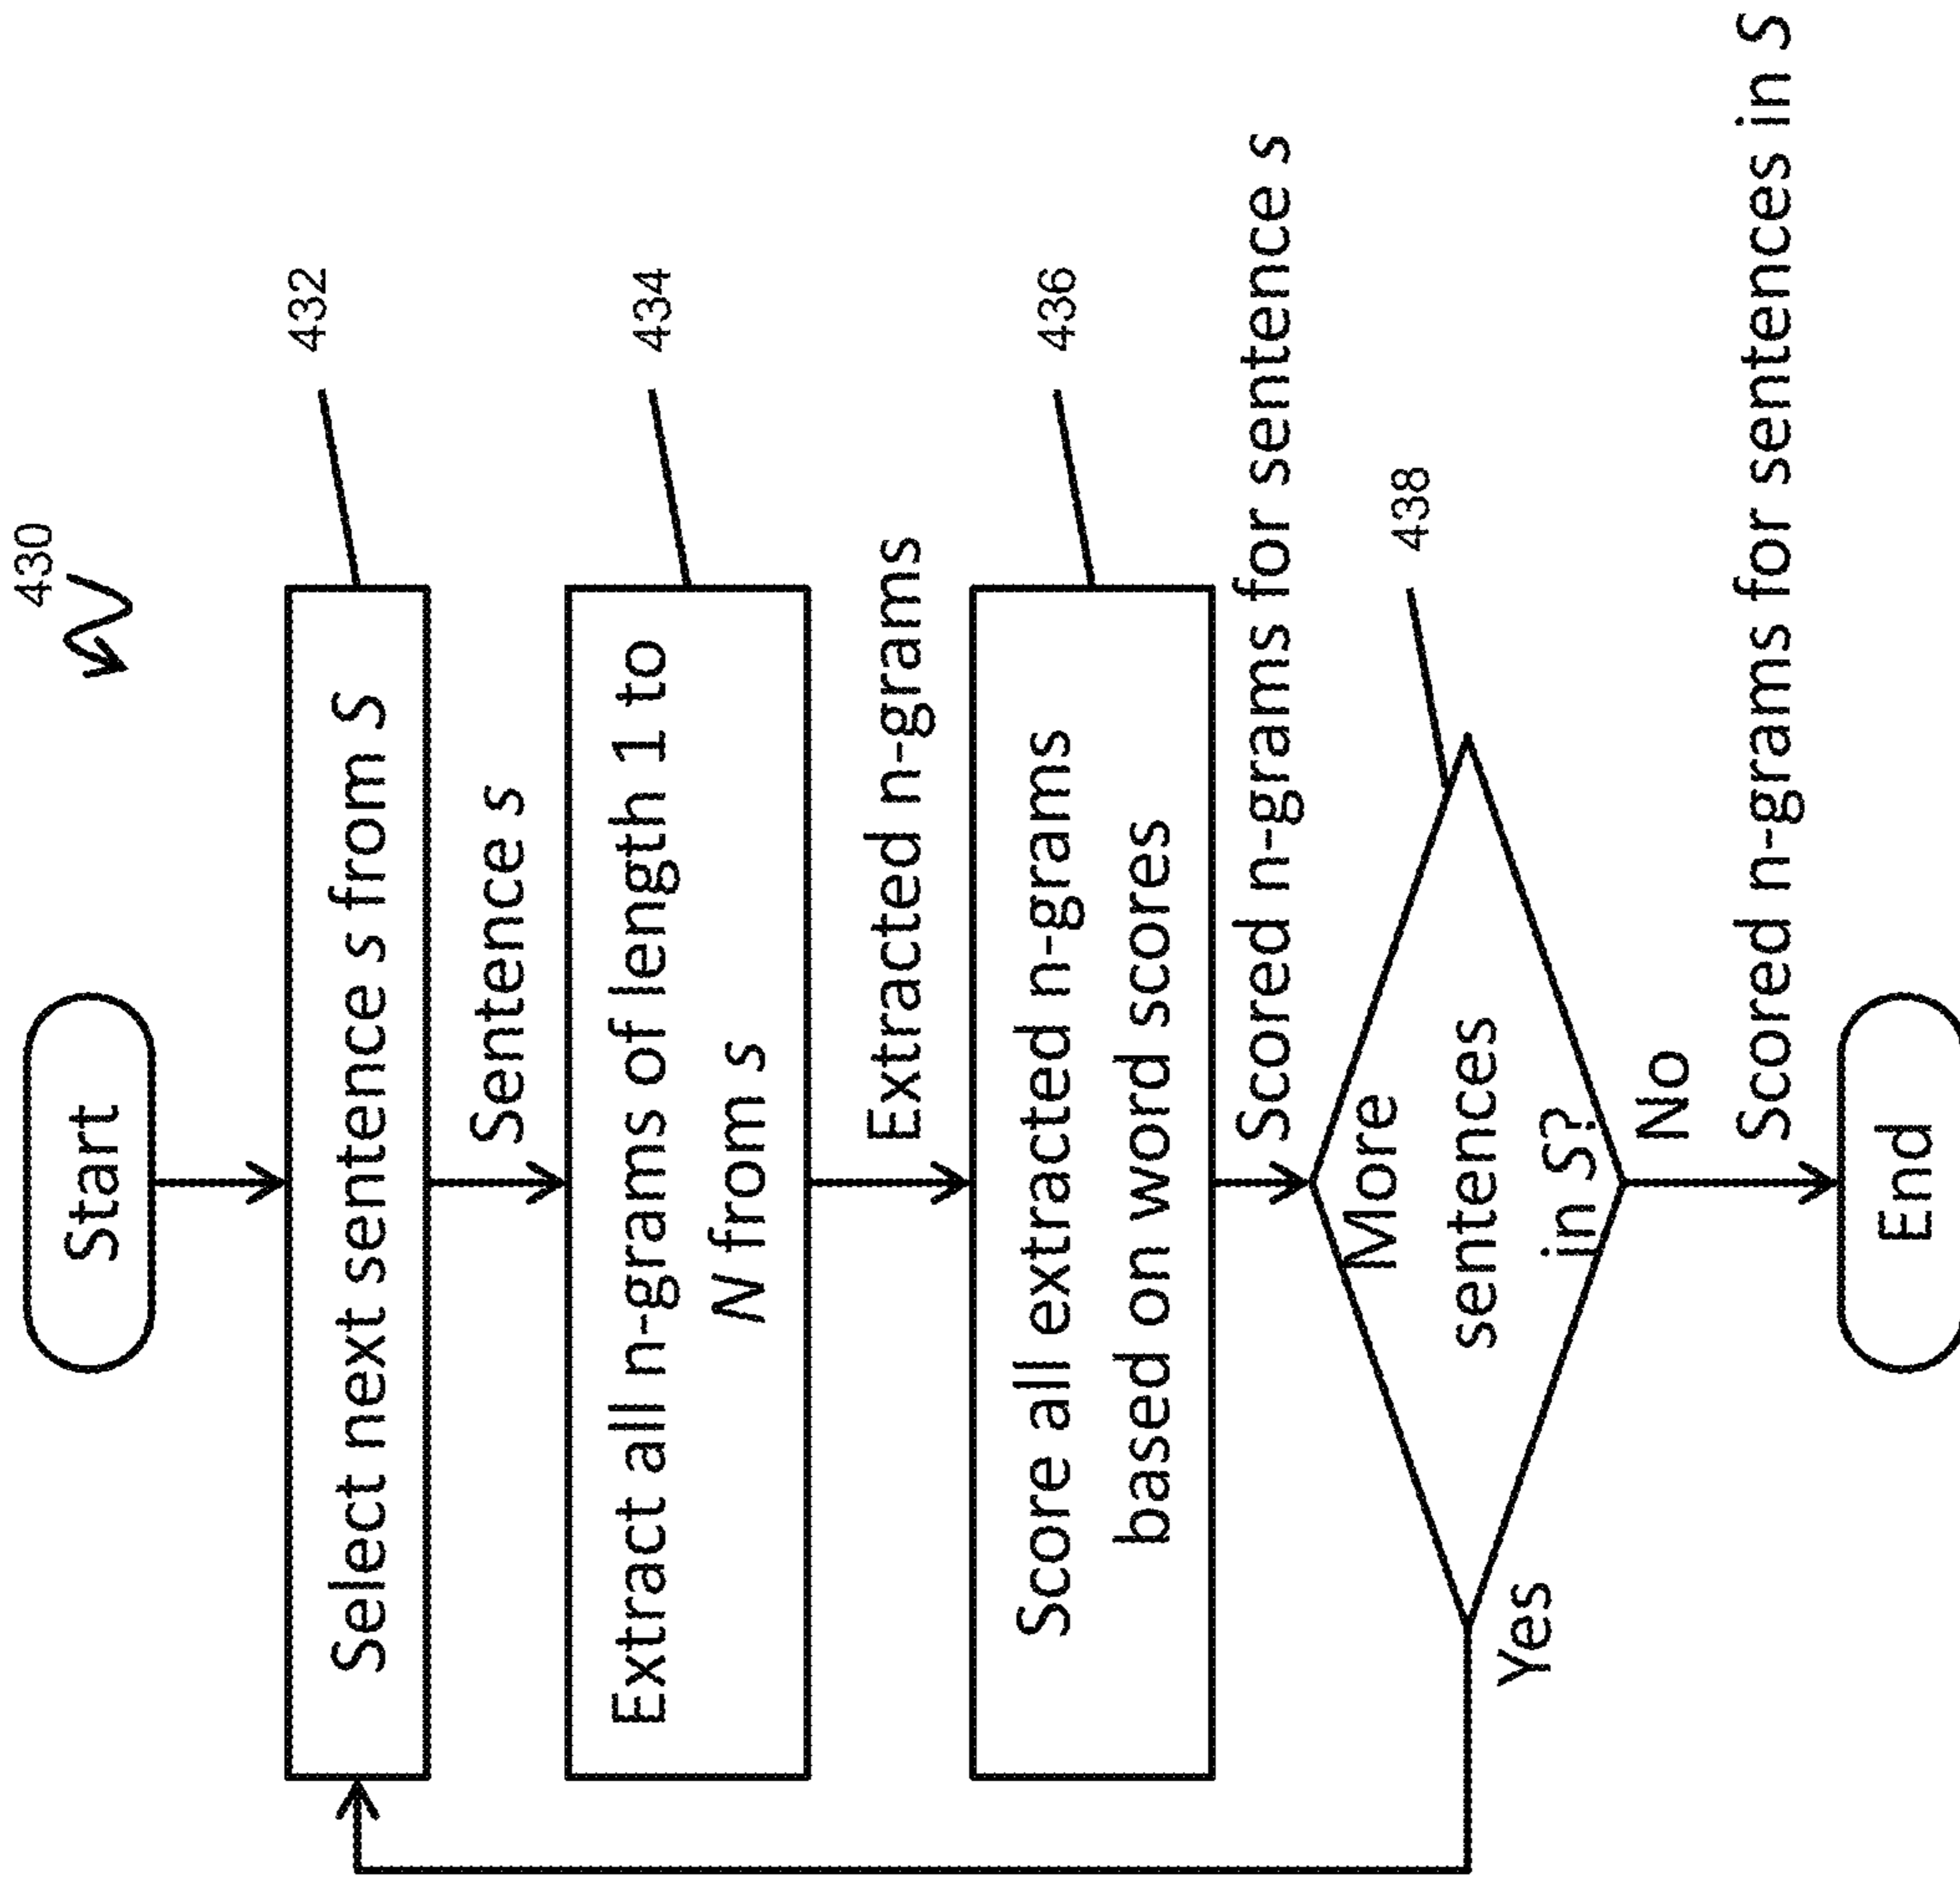 430
Start
Select next sentence s from S
432
Sentence s
Extract all n-grams of length 1 to
N from s
434
Extracted n-grams
Score all extracted n-grams
based on word scores
436
Scored n-grams for sentence s
More
sentences
in S?
438
Yes
No
Scored n-grams for sentences in S
End